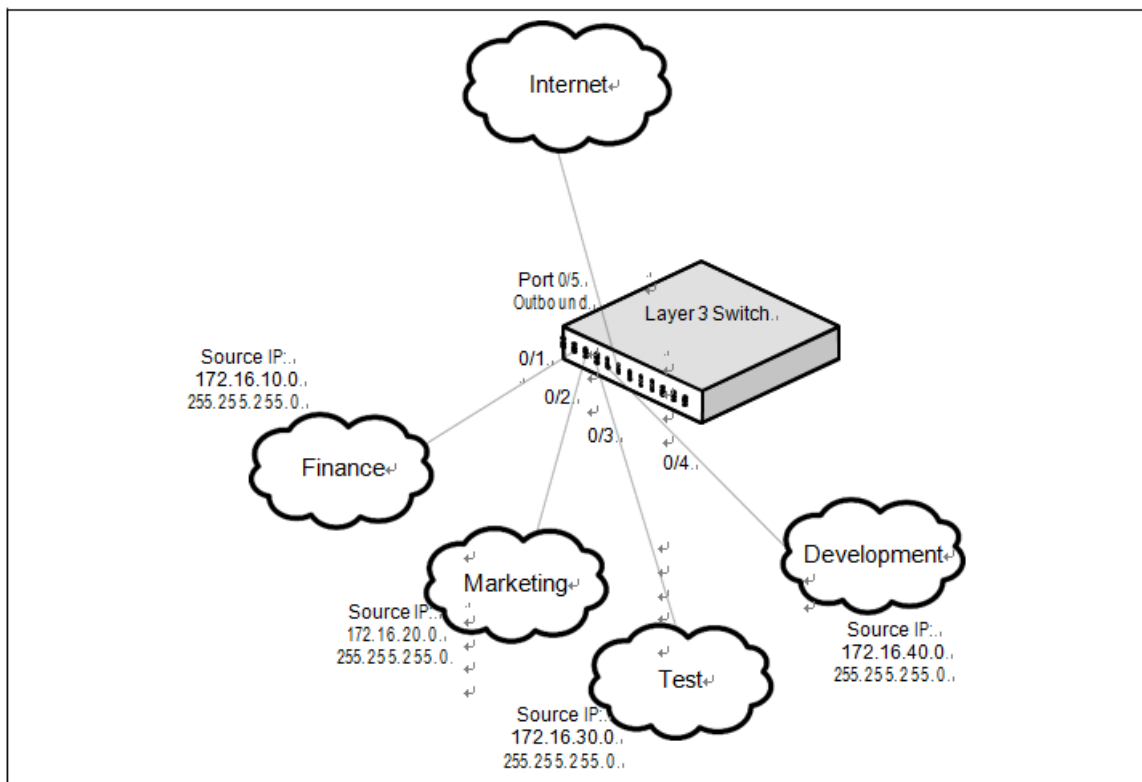 Internet
Port 0/5.
Outbound.
Layer 3 Switch.
0/1.
0/2.
0/3.
0/4.
Source IP:.
172.16.10.0.
255.255.255.0.
Finance
Marketing
Source IP:.
172.16.20.0.
255.255.255.0.
Test
Source IP:.
172.16.30.0.
255.255.255.0.
Development
Source IP:.
172.16.40.0.
255.255.255.0.